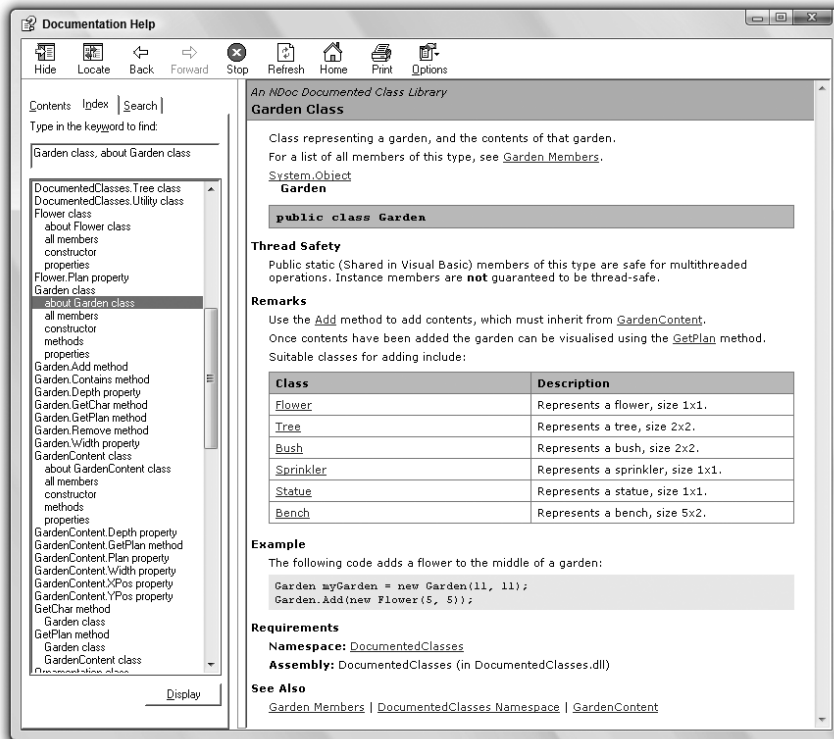 Documentation Help
Hide Locate Back Forward Stop Refresh Home Print Options
Contents Index Search
Type in the keyword to find:
Garden class, about Garden class
DocumentedClasses.Tree class
DocumentedClasses.Utility class
Flower class
about Flower class
all members
constructor
properties
Flower.Plan property
Garden class
about Garden class
all members
constructor
methods
properties
Garden.Add method
Garden.Contains method
Garden.Depth property
Garden.GetChar method
Garden.GetPlan method
Garden.Remove method
Garden.Width property
GardenContent class
about GardenContent class
all members
constructor
methods
properties
GardenContent.Depth property
GardenContent.GetPlan method
GardenContent.Plan property
GardenContent.Width property
GardenContent.XPos property
GardenContent.YPos property
GetChar method
Garden class
GetPlan method
Garden class
GardenContent class
Ornamentation class
Display
An NDoc Documented Class Library
Garden Class
Class representing a garden, and the contents of that garden.
For a list of all members of this type, see Garden Members.
System.Object
Garden
public class Garden
Thread Safety
Public static (Shared in Visual Basic) members of this type are safe for multithreaded
operations. Instance members are not guaranteed to be thread-safe.
Remarks
Use the Add method to add contents, which must inherit from GardenContent.
Once contents have been added the garden can be visualised using the GetPlan method.
Suitable classes for adding include:
Class Description
Flower Represents a flower, size 1x1.
Tree Represents a tree, size 2x2.
Bush Represents a bush, size 2x2.
Sprinkler Represents a sprinkler, size 1x1.
Statue Represents a statue, size 1x1.
Bench Represents a bench, size 5x2.
Example
The following code adds a flower to the middle of a garden:
Garden myGarden = new Garden(11, 11);
Garden.Add(new Flower(5, 5));
Requirements
Namespace: DocumentedClasses
Assembly: DocumentedClasses (in DocumentedClasses.dll)
See Also
Garden Members | DocumentedClasses Namespace | GardenContent